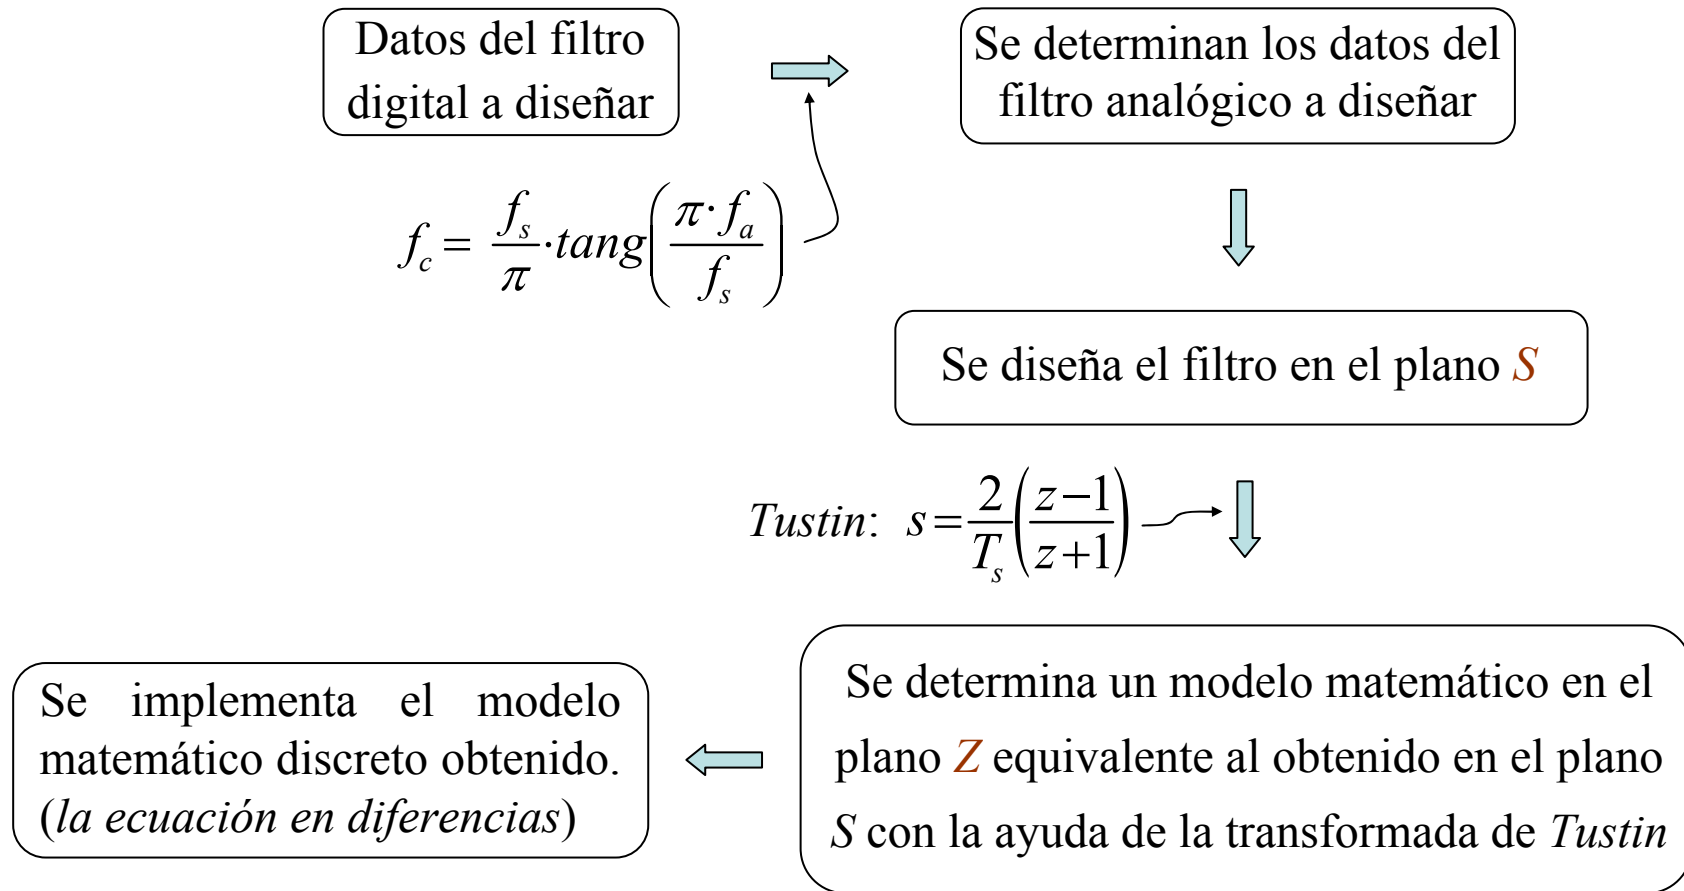 Datos del filtro
digital a diseñar
Se determinan los datos del
filtro analógico a diseñar
f_c = f_s/π · tang(π·f_a/f_s)
Se diseña el filtro en el plano S
Tustin: s = 2/T_s (z−1/z+1)
Se determina un modelo matemático en el
plano Z equivalente al obtenido en el plano
S con la ayuda de la transformada de Tustin
Se implementa el modelo
matemático discreto obtenido.
(la ecuación en diferencias)